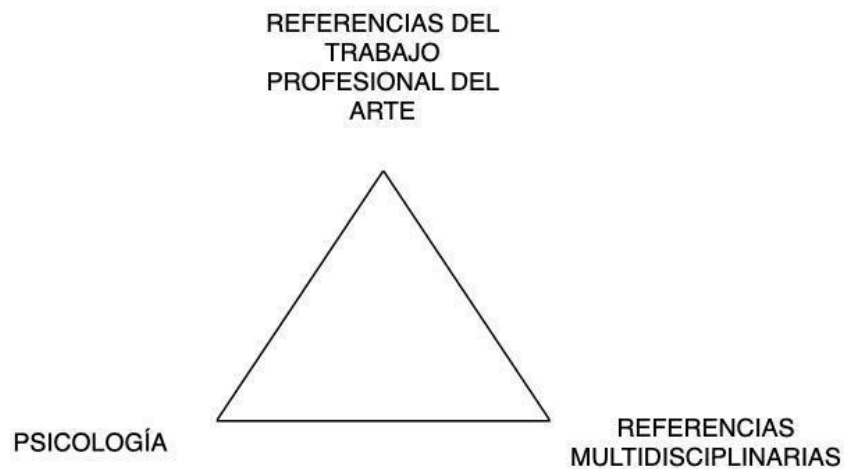 REFERENCIAS DEL
TRABAJO
PROFESIONAL DEL
ARTE
PSICOLOGÍA
REFERENCIAS
MULTIDISCIPLINARIAS